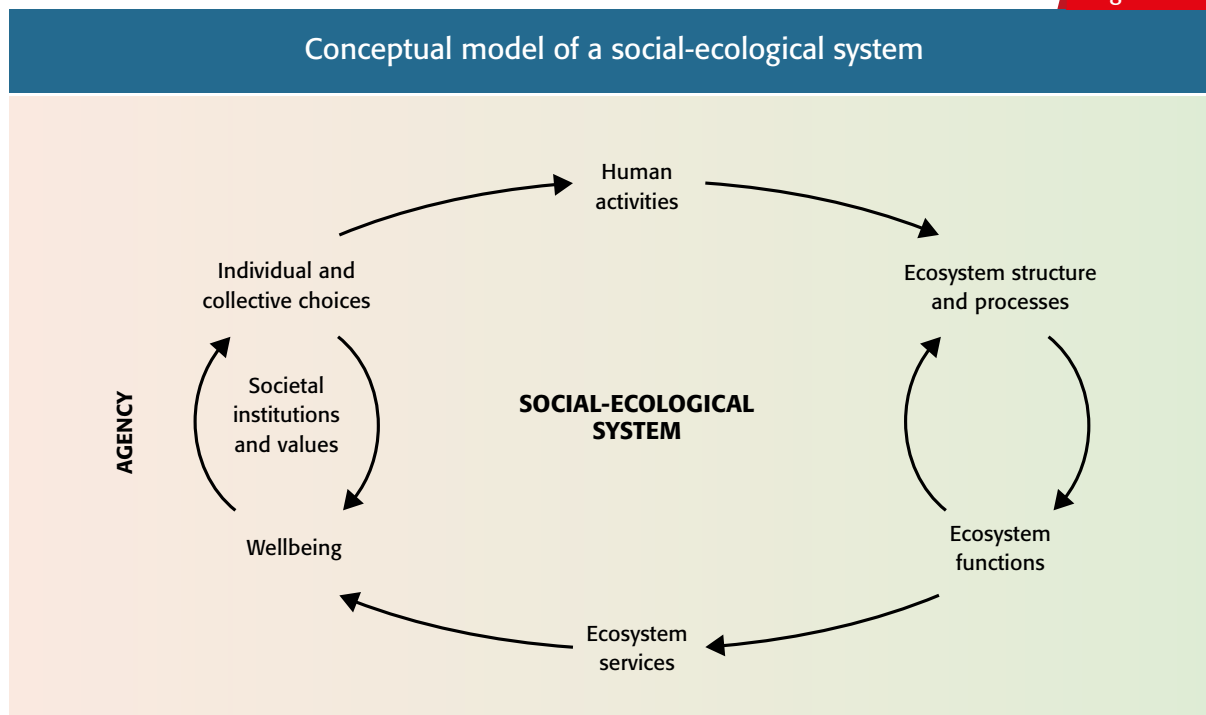 Conceptual model of a social-ecological system
Human
activities
Individual and
collective choices
Ecosystem structure
and processes
Societal
institutions
and values
AGENCY
SOCIAL-ECOLOGICAL
SYSTEM
Wellbeing
Ecosystem
functions
Ecosystem
services